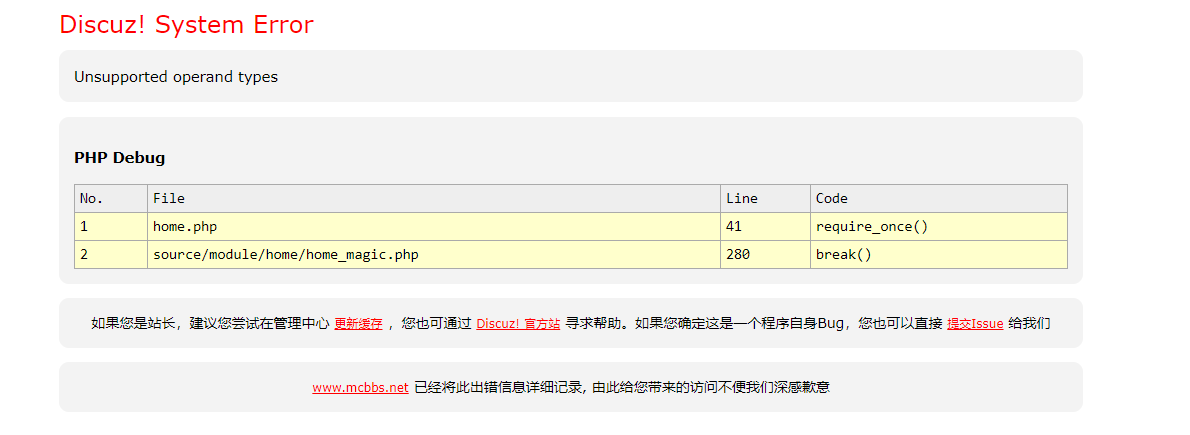 Discuz! System Error
Unsupported operand types
PHP Debug
No. File Line Code
1 home.php 41 require_once()
2 source/module/home/home_magic.php 280 break()
如果您是站长，建议您尝试在管理中心 更新缓存 ，您也可通过 Discuz! 官方站 寻求帮助。如果您确定这是一个程序自身Bug，您也可以直接 提交Issue 给我们
www.mcbbs.net 已经将此出错信息详细记录, 由此给您带来的访问不便我们深感歉意